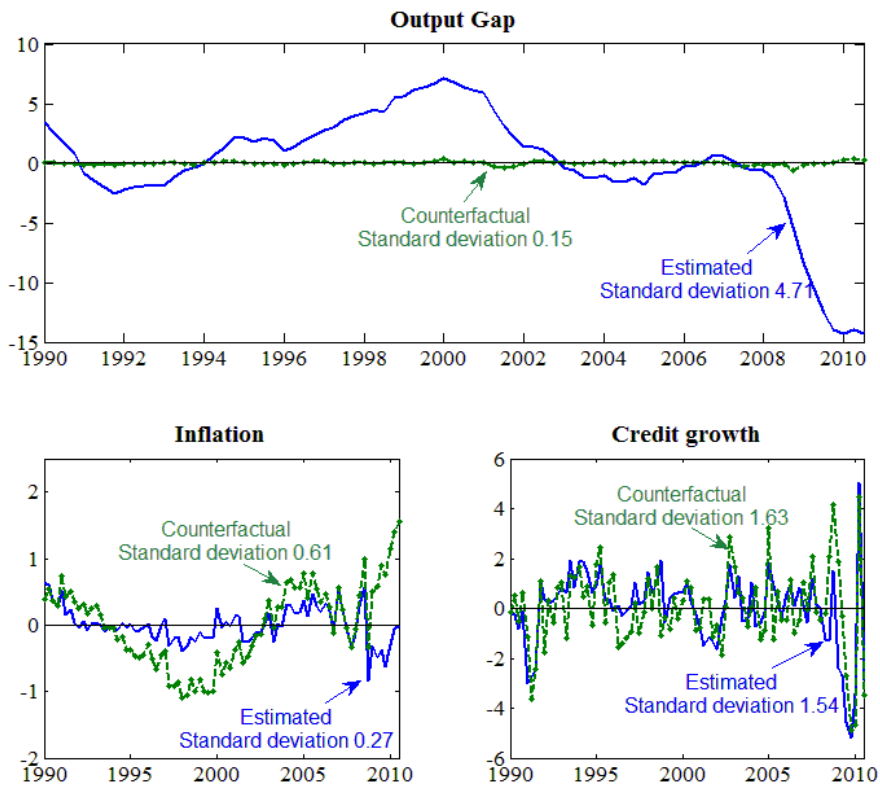 Output Gap
10
5
0
-5
-10
-15
Counterfactual
Standard deviation 0.15
Estimated
Standard deviation 4.71
1990 1992 1994 1996 1998 2000 2002 2004 2006 2008 2010
Inflation
2
1
0
-1
-2
Counterfactual
Standard deviation 0.61
Estimated
Standard deviation 0.27
1990 1995 2000 2005 2010
Credit growth
6
4
2
0
-2
-4
-6
Counterfactual
Standard deviation 1.63
Estimated
Standard deviation 1.54
1990 1995 2000 2005 2010